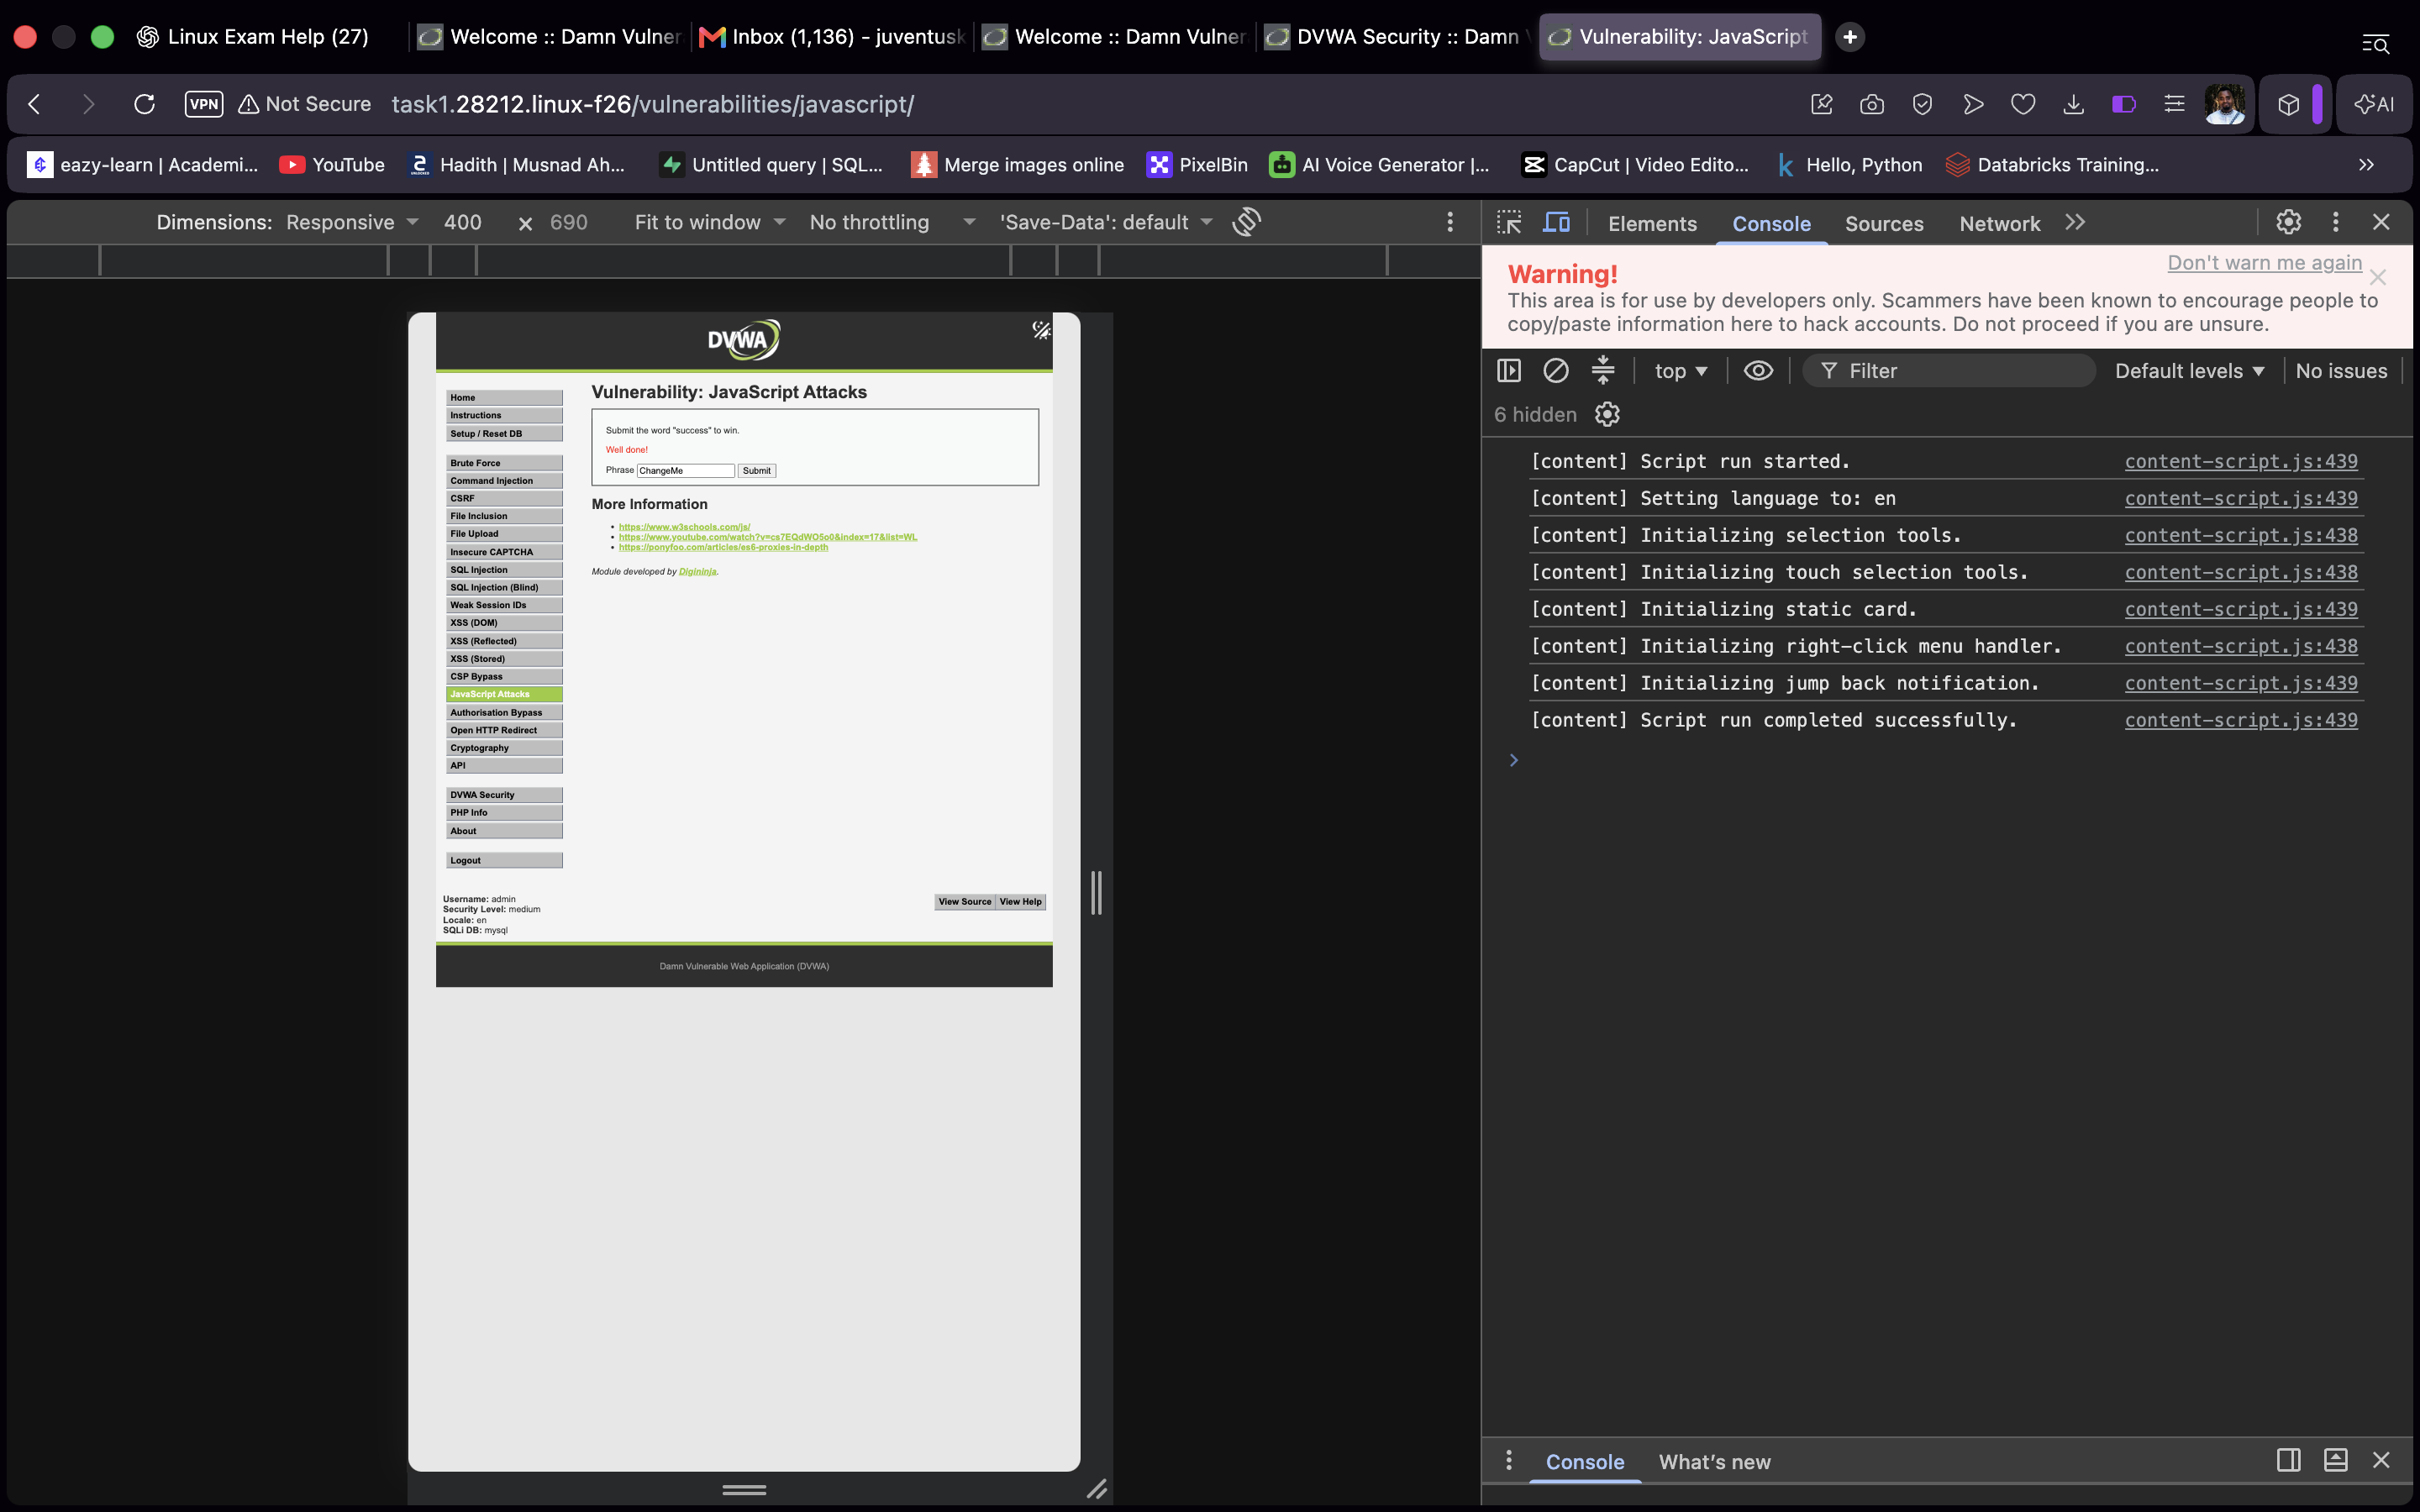 Linux Exam Help (27)
Welcome :: Damn Vulner
Inbox (1,136) - juventusk
Welcome :: Damn Vulner
DVWA Security :: Damn V
Vulnerability: JavaScript
VPN
Not Secure
task1.28212.linux-f26/vulnerabilities/javascript/
AI
eazy-learn | Academi...
YouTube
Hadith | Musnad Ah...
Untitled query | SQL...
Merge images online
PixelBin
AI Voice Generator |...
CapCut | Video Edito...
Hello, Python
Databricks Training...
Dimensions: Responsive 400 × 690 Fit to window No throttling 'Save-Data': default
Elements Console Sources Network
Warning!
Don't warn me again
This area is for use by developers only. Scammers have been known to encourage people to
copy/paste information here to hack accounts. Do not proceed if you are unsure.
top
Filter
Default levels
No issues
6 hidden
[content] Script run started. content-script.js:439
[content] Setting language to: en content-script.js:439
[content] Initializing selection tools. content-script.js:438
[content] Initializing touch selection tools. content-script.js:438
[content] Initializing static card. content-script.js:439
[content] Initializing right-click menu handler. content-script.js:438
[content] Initializing jump back notification. content-script.js:439
[content] Script run completed successfully. content-script.js:439
DVWA
Home
Instructions
Setup / Reset DB
Brute Force
Command Injection
CSRF
File Inclusion
File Upload
Insecure CAPTCHA
SQL Injection
SQL Injection (Blind)
Weak Session IDs
XSS (DOM)
XSS (Reflected)
XSS (Stored)
CSP Bypass
JavaScript Attacks
Authorisation Bypass
Open HTTP Redirect
Cryptography
API
DVWA Security
PHP Info
About
Logout
Vulnerability: JavaScript Attacks
Submit the word "success" to win.
Well done!
Phrase ChangeMe Submit
More Information
https://www.w3schools.com/js/
https://www.youtube.com/watch?v=cs7EQdWO5o0&index=17&list=WL
https://ponyfoo.com/articles/es6-proxies-in-depth
Module developed by Digininja.
Username: admin
Security Level: medium
Locale: en
SQLi DB: mysql
View Source View Help
Damn Vulnerable Web Application (DVWA)
Console What's new